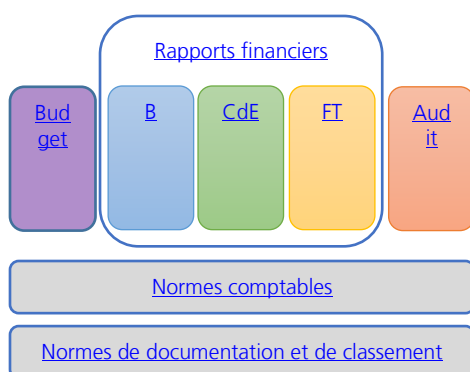 Rapports financiers
Bud
get
B
CdE
FT
Aud
it
Normes comptables
Normes de documentation et de classement